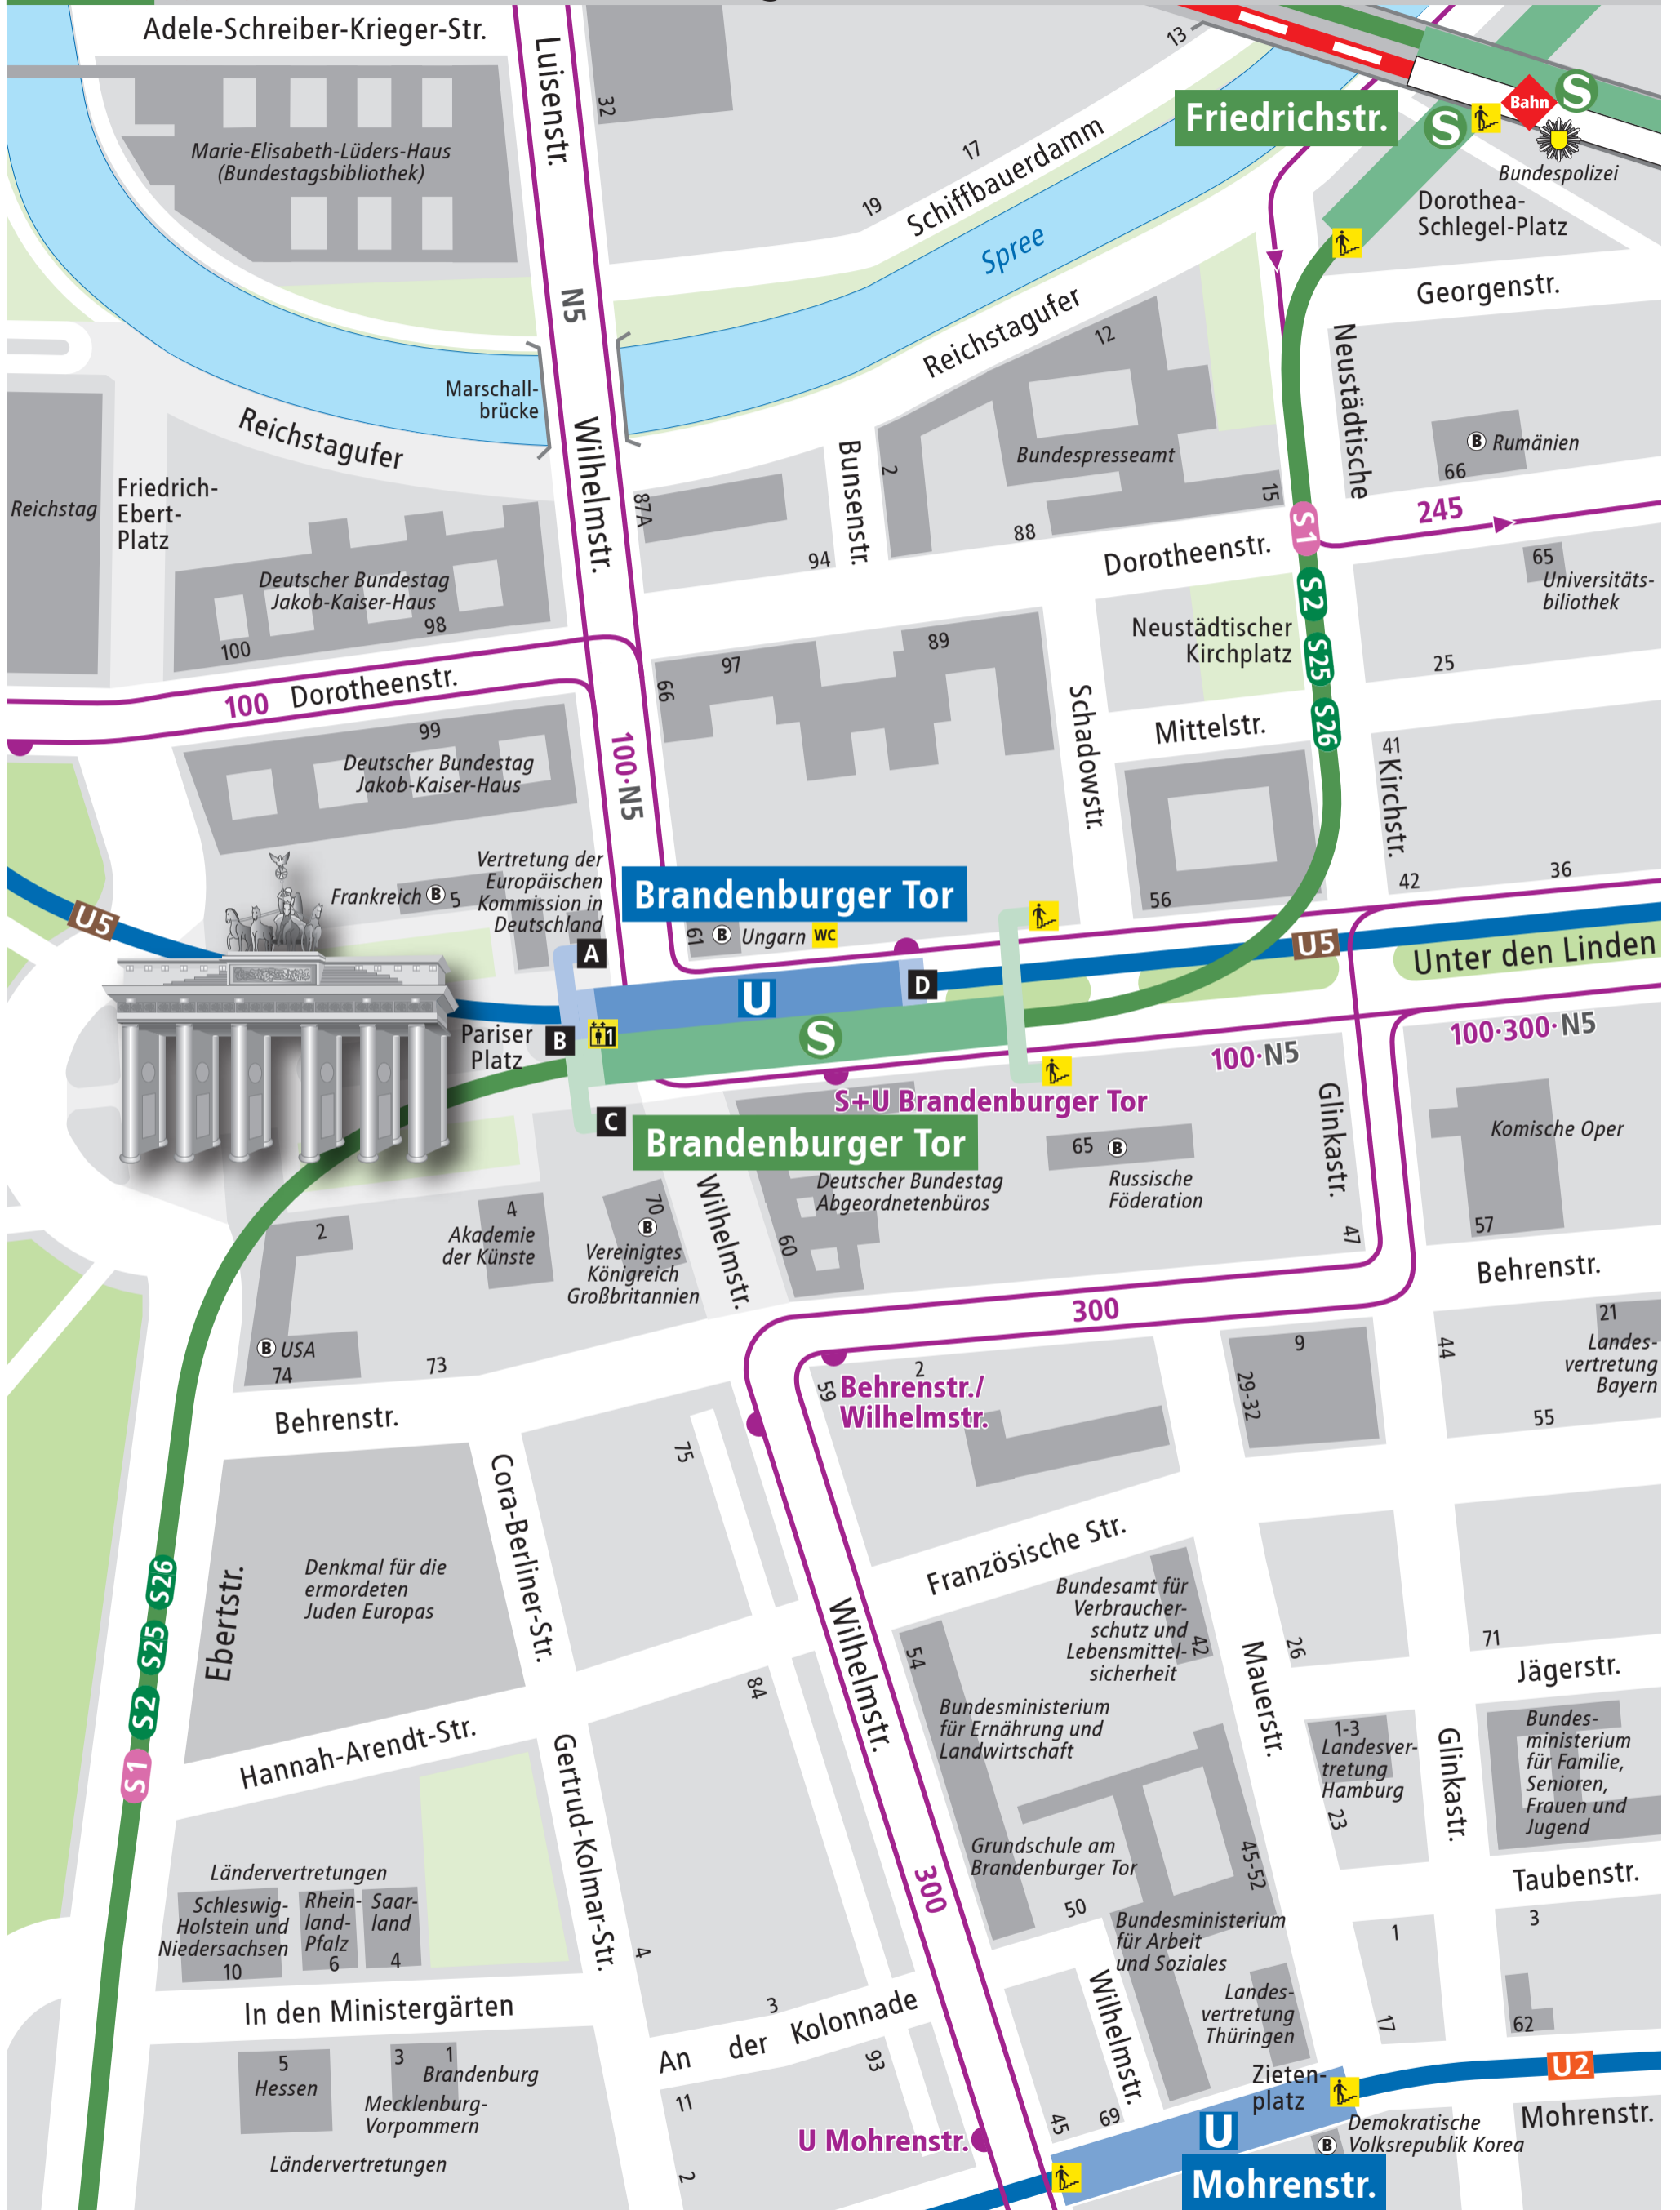 Adele-Schreiber-Krieger-Str.
Luisenstr.
32
13
Marie-Elisabeth-Lüders-Haus
(Bundestagsbibliothek)
17
19
Schiffbauerdamm
Spree
Friedrichstr.
S
Bahn
S
Bundespolizei
Dorothea-
Schlegel-Platz
Georgenstr.
N5
Marschall-
brücke
Reichstagufer
Reichstagufer
12
Neustädtische
Wilhelmstr.
Bunsenstr.
2
Bundespresseamt
15
B Rumänien
66
Reichstag
Friedrich-
Ebert-
Platz
87A
94
88
Dorotheenstr.
S1
245
65
Universitäts-
biliothek
Deutscher Bundestag
Jakob-Kaiser-Haus
98
100
S2
Neustädtischer
Kirchplatz
S25
25
97
89
66
100 Dorotheenstr.
Schadowstr.
Mittelstr.
S26
41
Kirchstr.
99
Deutscher Bundestag
Jakob-Kaiser-Haus
100·N5
Vertretung der
Europäischen
Kommission in
Deutschland
Frankreich B 5
Brandenburger Tor
56
42
36
U5
61
B Ungarn WC
A
U5
Unter den Linden
D
U
Pariser
Platz
B
1
S
100·N5
100·300·N5
S+U Brandenburger Tor
C
Brandenburger Tor
Glinkastr.
Komische Oper
65 B
Russische
Föderation
Deutscher Bundestag
Abgeordnetenbüros
Wilhelmstr.
60
47
57
2
4
Akademie
der Künste
70
B
Vereinigtes
Königreich
Großbritannien
Behrenstr.
300
21
Landes-
vertretung
Bayern
B USA
74
73
9
44
29-32
55
2
59
Behrenstr./
Wilhelmstr.
Behrenstr.
75
Cora-Berliner-Str.
Französische Str.
Denkmal für die
ermordeten
Juden Europas
S26
S25
S2
S1
Ebertstr.
Wilhelmstr.
Bundesamt für
Verbraucher-
schutz und
Lebensmittel-
sicherheit
42
54
26
Mauerstr.
71
Jägerstr.
84
Hannah-Arendt-Str.
Gertrud-Kolmar-Str.
Bundesministerium
für Ernährung und
Landwirtschaft
1-3
Landesver-
tretung
Hamburg
23
Glinkastr.
Bundes-
ministerium
für Familie,
Senioren,
Frauen und
Jugend
Grundschule am
Brandenburger Tor
45-52
Taubenstr.
300
50
Ländervertretungen
Schleswig-
Holstein und
Niedersachsen
10
Rhein-
land-
Pfalz
6
Saar-
land
4
4
Bundesministerium
für Arbeit
und Soziales
1
3
In den Ministergärten
3
An der Kolonnade
Wilhelmstr.
Landes-
vertretung
Thüringen
17
62
5
Hessen
3
1
Brandenburg
Mecklenburg-
Vorpommern
Ländervertretungen
93
11
2
U Mohrenstr.
45
69
Zieten-
platz
U2
Mohrenstr.
U
Demokratische
B Volksrepublik Korea
Mohrenstr.